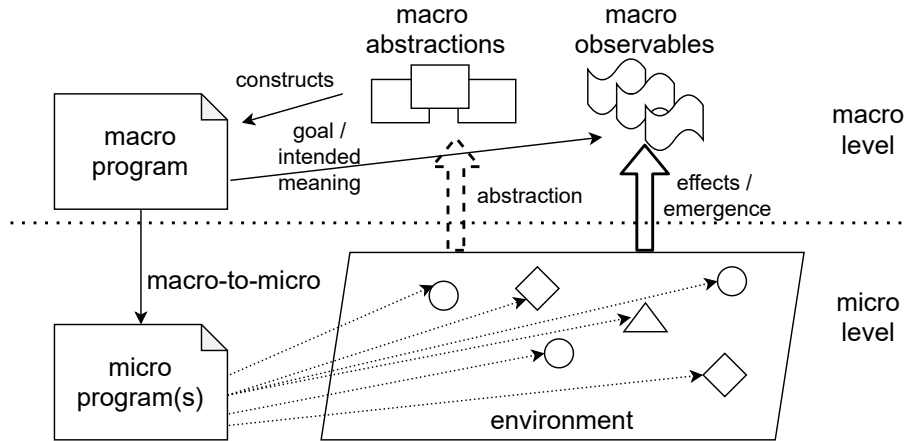 macro
abstractions
macro
observables
constructs
macro
program
goal /
intended
meaning
macro
level
abstraction
effects /
emergence
macro-to-micro
micro
level
micro
program(s)
environment